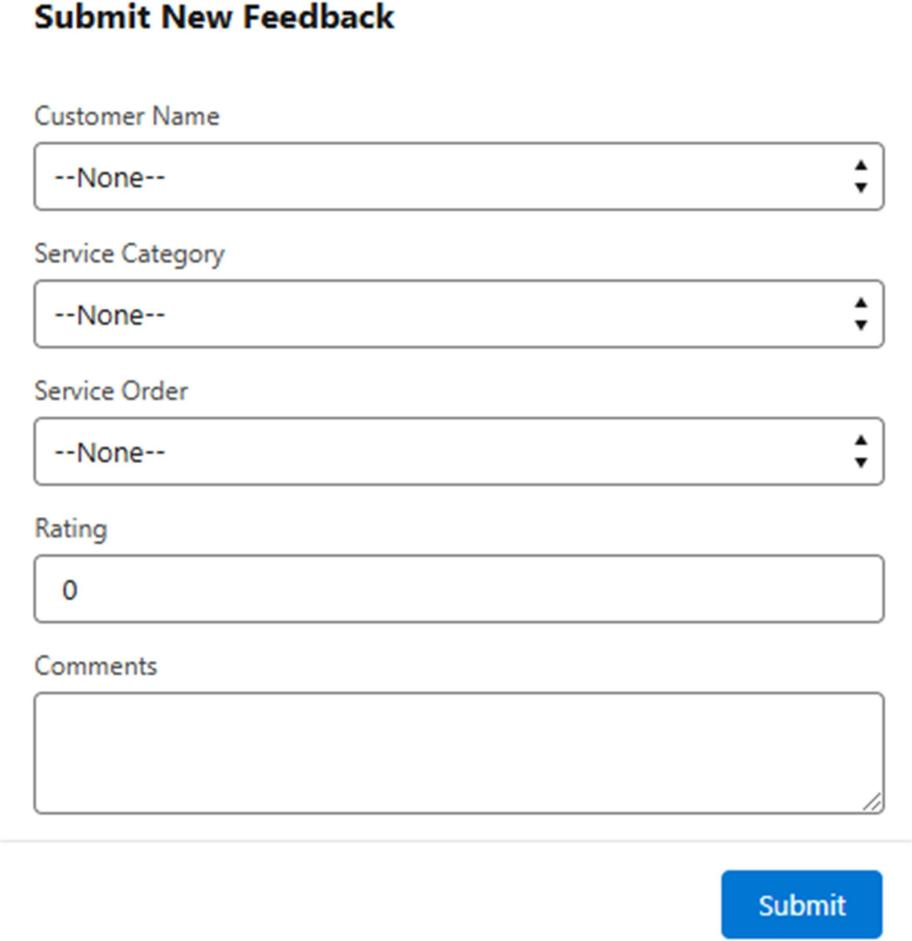 Submit New Feedback
Customer Name
--None--
Service Category
--None--
Service Order
--None--
Rating
0
Comments
Submit